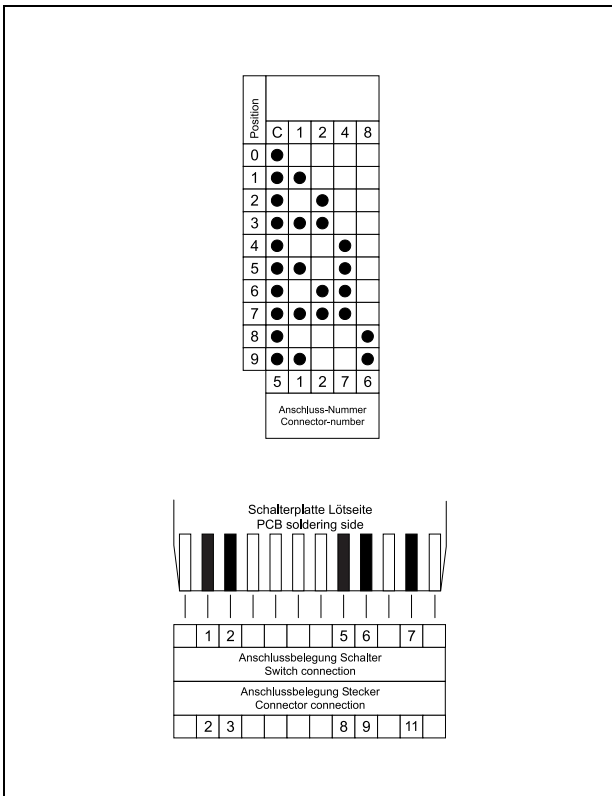 Position
C 1 2 4 8
0 ●
1 ● ●
2 ● ●
3 ● ● ●
4 ● ●
5 ● ● ●
6 ● ● ●
7 ● ● ● ●
8 ● ●
9 ● ● ●
5 1 2 7 6
Anschluss-Nummer
Connector-number
Schalterplatte Lötseite
PCB soldering side
1 2 5 6 7
Anschlussbelegung Schalter
Switch connection
Anschlussbelegung Stecker
Connector connection
2 3 8 9 11